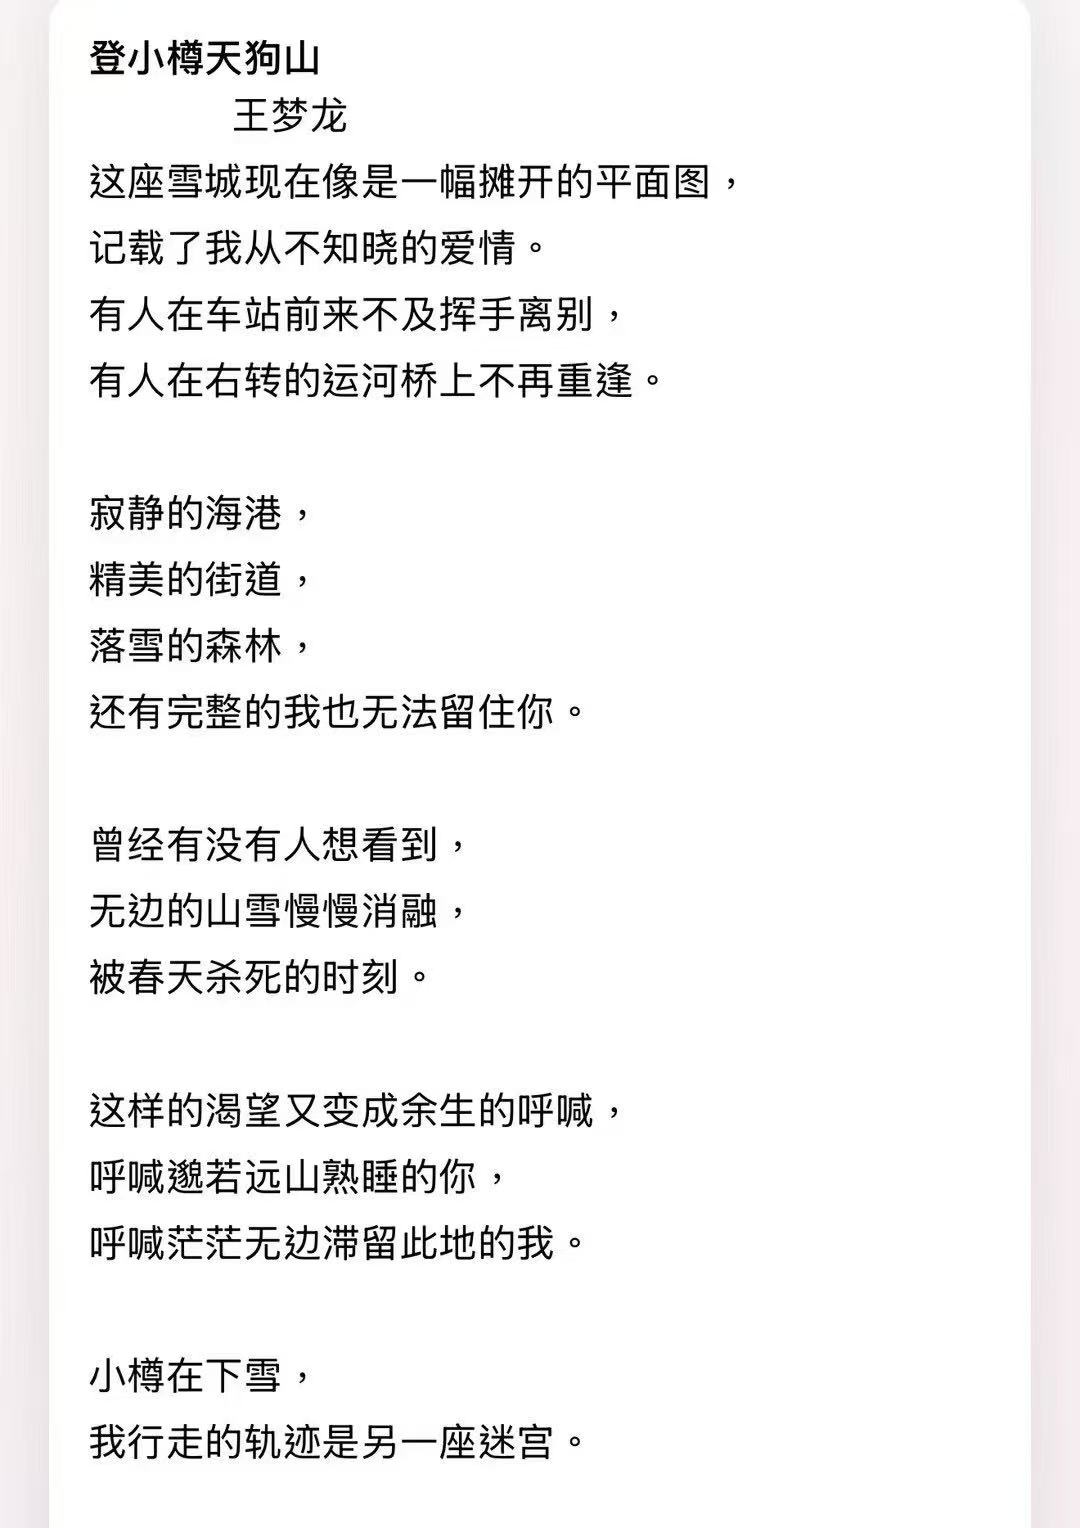 登小樽天狗山
王梦龙
这座雪城现在像是一幅摊开的平面图，
记载了我从不知晓的爱情。
有人在车站前来不及挥手离别，
有人在右转的运河桥上不再重逢。
寂静的海港，
精美的街道，
落雪的森林，
还有完整的我也无法留住你。
曾经有没有人想看到，
无边的山雪慢慢消融，
被春天杀死的时刻。
这样的渴望又变成余生的呼喊，
呼喊邈若远山熟睡的你，
呼喊茫茫无边滞留此地的我。
小樽在下雪，
我行走的轨迹是另一座迷宫。